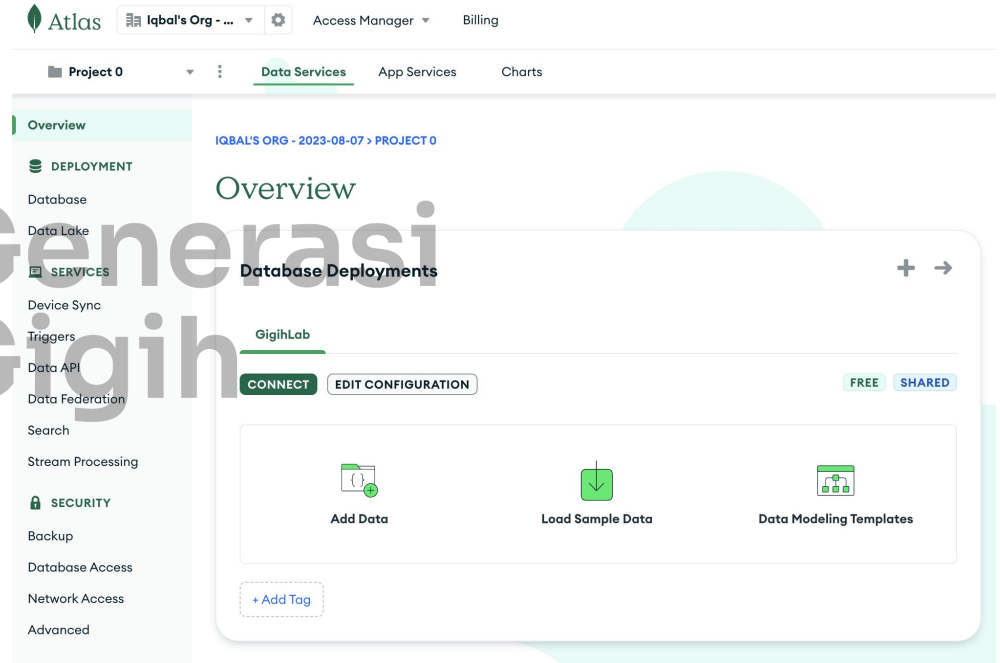 Atlas
Iqbal's Org - ...
Access Manager
Billing
Project 0
Data Services
App Services
Charts
Overview
DEPLOYMENT
Database
Data Lake
SERVICES
Device Sync
Triggers
Data API
Data Federation
Search
Stream Processing
SECURITY
Backup
Database Access
Network Access
Advanced
IQBAL'S ORG - 2023-08-07 > PROJECT 0
Overview
Generasi
Gigih
Database Deployments
GigihLab
CONNECT
EDIT CONFIGURATION
FREE
SHARED
{ }
Add Data
Load Sample Data
Data Modeling Templates
+ Add Tag